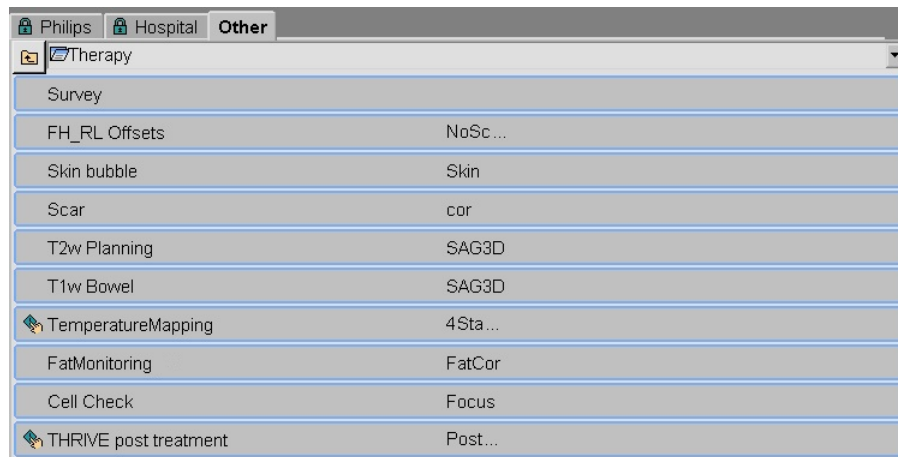 Philips Hospital Other
Therapy
Survey
FH_RL Offsets NoSc...
Skin bubble Skin
Scar cor
T2w Planning SAG3D
T1w Bowel SAG3D
TemperatureMapping 4Sta...
FatMonitoring FatCor
Cell Check Focus
THRIVE post treatment Post...